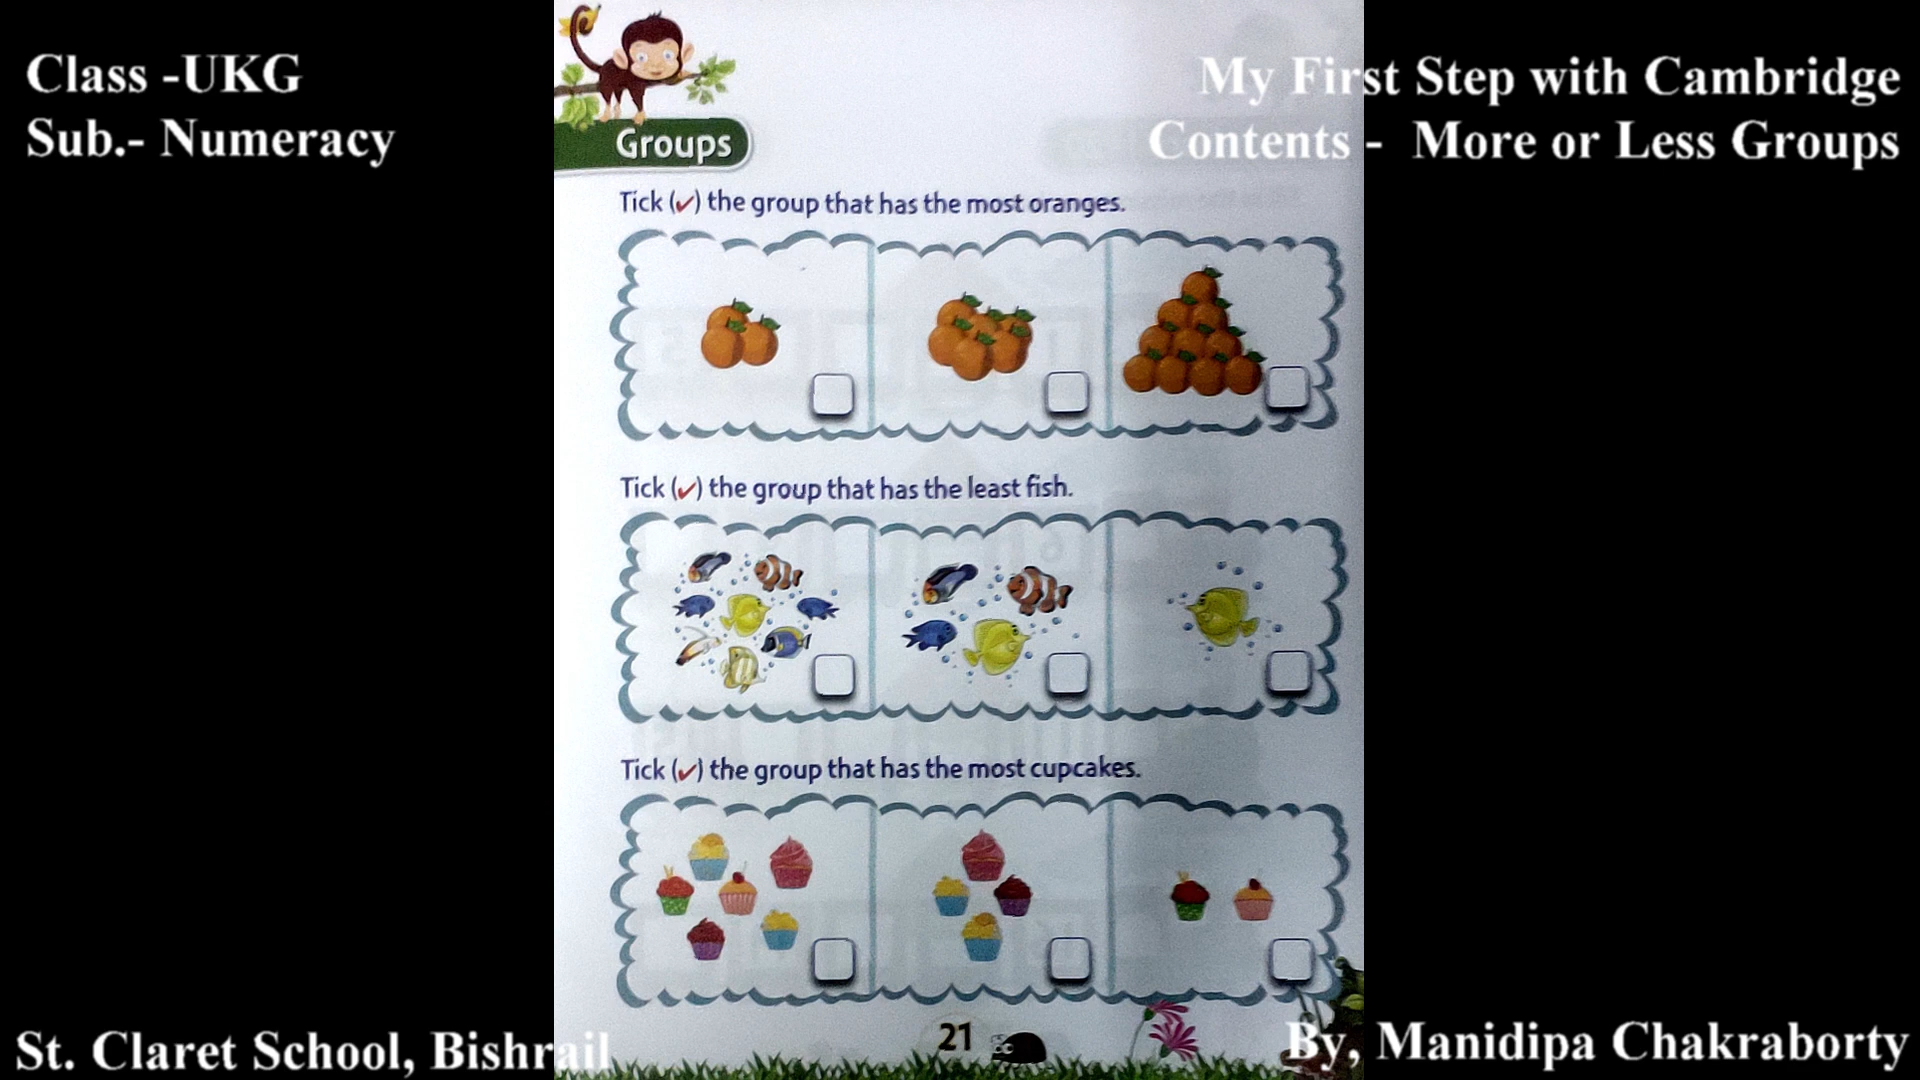 Class -UKG
Sub.- Numeracy
My First Step with Cambridge
Contents - More or Less Groups
Groups
Tick (✓) the group that has the most oranges.
Tick (✓) the group that has the least fish.
Tick (✓) the group that has the most cupcakes.
21
St. Claret School, Bishrail
By, Manidipa Chakraborty